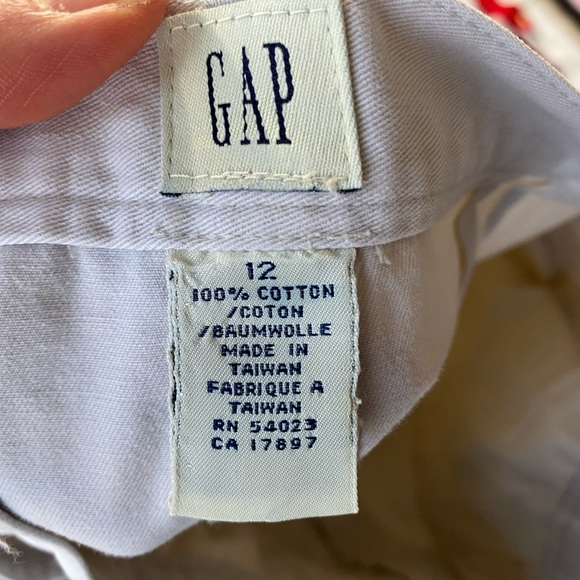 GAP
12
100% COTTON
/COTON
/BAUMWOLLE
MADE IN
TAIWAN
FABRIQUE A
TAIWAN
RN 54023
CA 17897